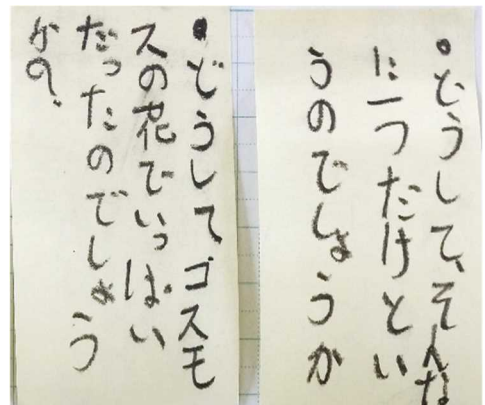 •どうして、そんな
に一つたけとい
うのでしょうか
•どうして、ゴスモ
スの花でいっぱい
だったのでしょう
か